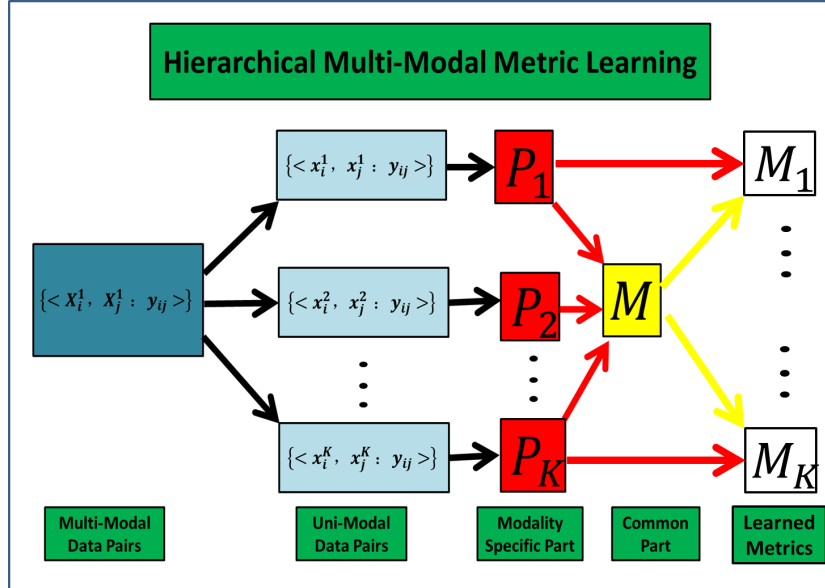 Hierarchical Multi-Modal Metric Learning
{< x_i^1, x_j^1 : y_ij >}
P_1
M_1
{< X_i^1, X_j^1 : y_ij >}
{< x_i^2, x_j^2 : y_ij >}
P_2
M
{< x_i^K, x_j^K : y_ij >}
P_K
M_K
Multi-Modal
Data Pairs
Uni-Modal
Data Pairs
Modality
Specific Part
Common
Part
Learned
Metrics